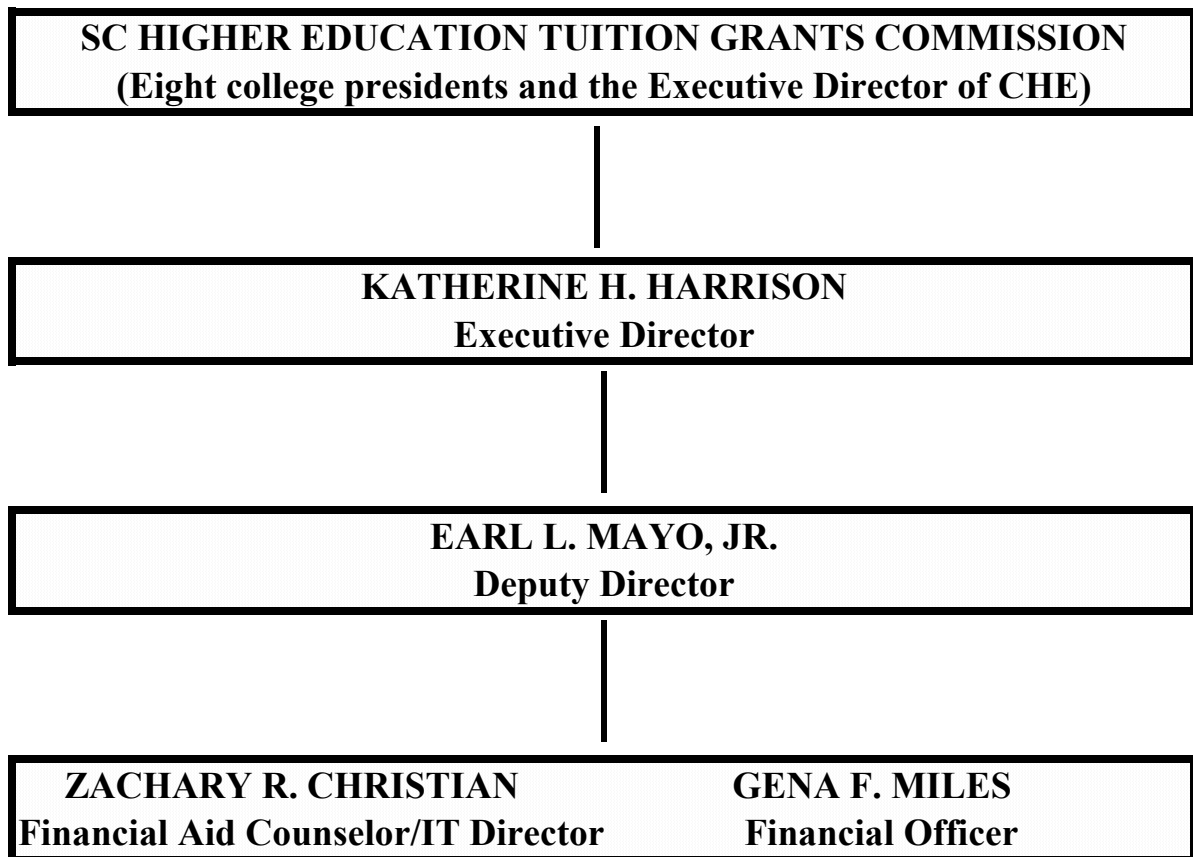 SC HIGHER EDUCATION TUITION GRANTS COMMISSION
(Eight college presidents and the Executive Director of CHE)
KATHERINE H. HARRISON
Executive Director
EARL L. MAYO, JR.
Deputy Director
ZACHARY R. CHRISTIAN GENA F. MILES
Financial Aid Counselor/IT Director Financial Officer